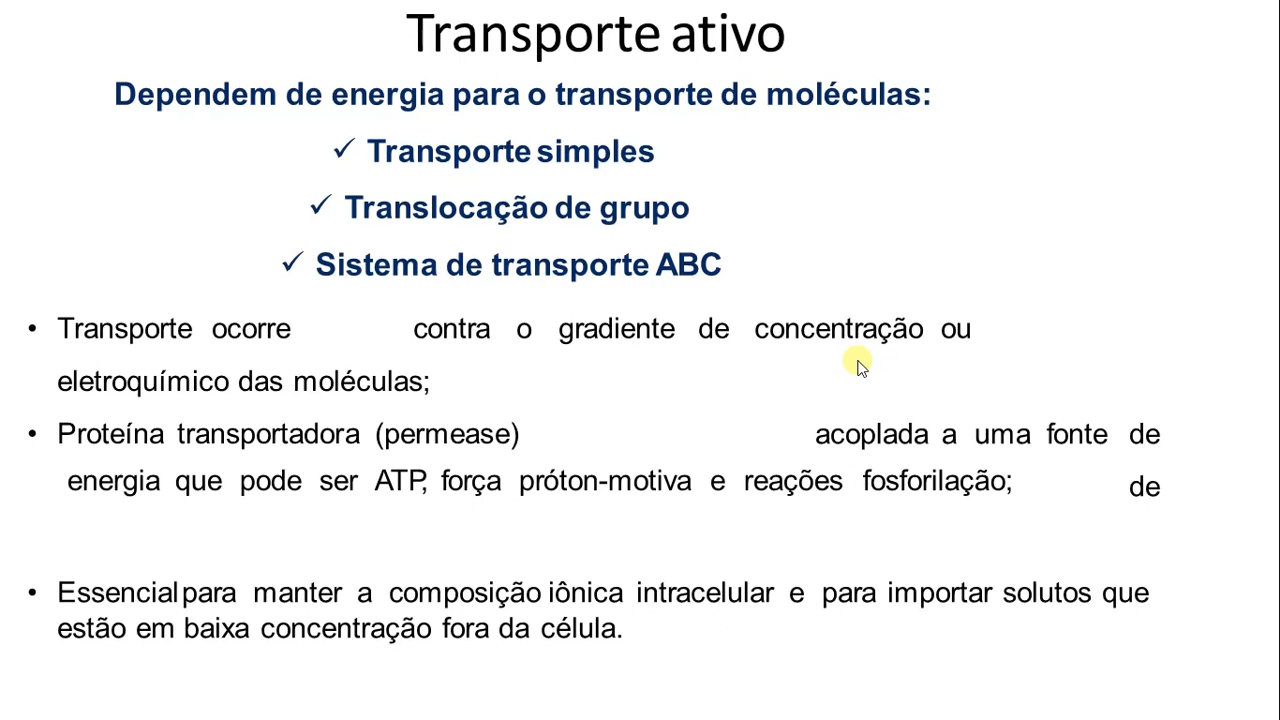 Transporte ativo
Dependem de energia para o transporte de moléculas:
✓ Transporte simples
✓ Translocação de grupo
✓ Sistema de transporte ABC
• Transporte ocorre contra o gradiente de concentração ou
eletroquímico das moléculas;
• Proteína transportadora (permease) acoplada a uma fonte de
energia que pode ser ATP, força próton-motiva e reações fosforilação; de
• Essencial para manter a composição iônica intracelular e para importar solutos que
estão em baixa concentração fora da célula.